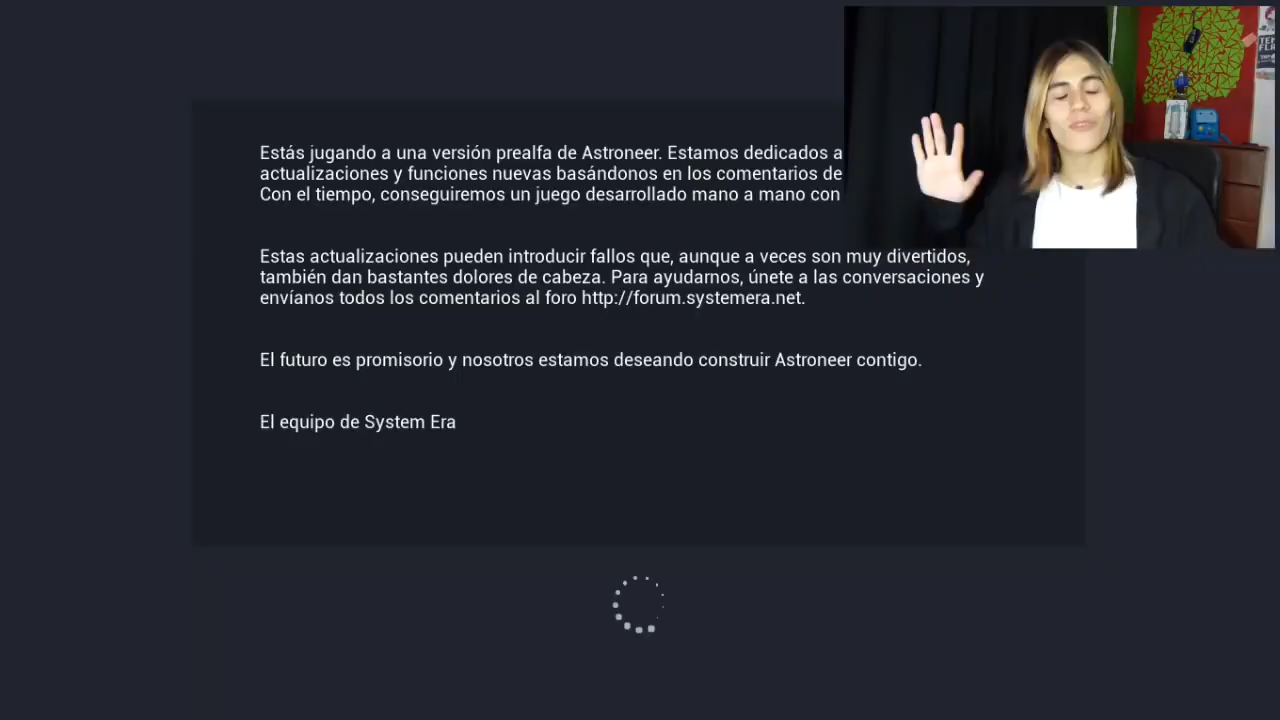 Estás jugando a una versión prealfa de Astroneer. Estamos dedicados a
actualizaciones y funciones nuevas basándonos en los comentarios de
Con el tiempo, conseguiremos un juego desarrollado mano a mano con
Estas actualizaciones pueden introducir fallos que, aunque a veces son muy divertidos,
también dan bastantes dolores de cabeza. Para ayudarnos, únete a las conversaciones y
envíanos todos los comentarios al foro http://forum.systemera.net.
El futuro es promisorio y nosotros estamos deseando construir Astroneer contigo.
El equipo de System Era